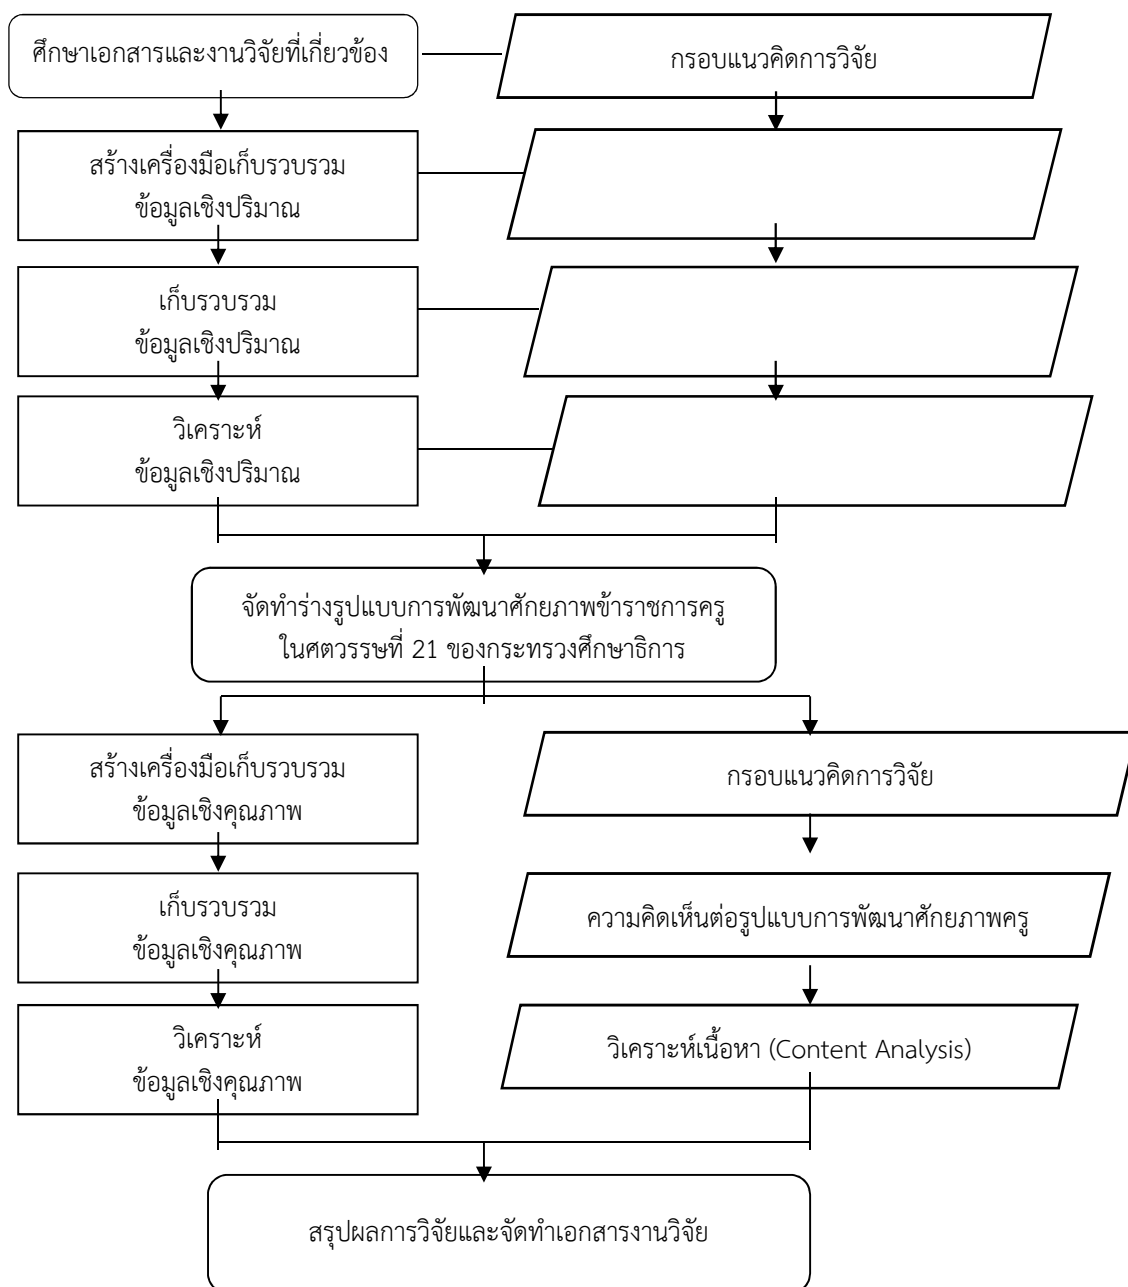 ศึกษาเอกสารและงานวิจัยที่เกี่ยวข้อง
กรอบแนวคิดการวิจัย
สร้างเครื่องมือเก็บรวบรวม
ข้อมูลเชิงปริมาณ
เก็บรวบรวม
ข้อมูลเชิงปริมาณ
วิเคราะห์
ข้อมูลเชิงปริมาณ
จัดทำร่างรูปแบบการพัฒนาศักยภาพข้าราชการครู
ในศตวรรษที่ 21 ของกระทรวงศึกษาธิการ
สร้างเครื่องมือเก็บรวบรวม
ข้อมูลเชิงคุณภาพ
กรอบแนวคิดการวิจัย
เก็บรวบรวม
ข้อมูลเชิงคุณภาพ
ความคิดเห็นต่อรูปแบบการพัฒนาศักยภาพครู
วิเคราะห์
ข้อมูลเชิงคุณภาพ
วิเคราะห์เนื้อหา (Content Analysis)
สรุปผลการวิจัยและจัดทำเอกสารงานวิจัย